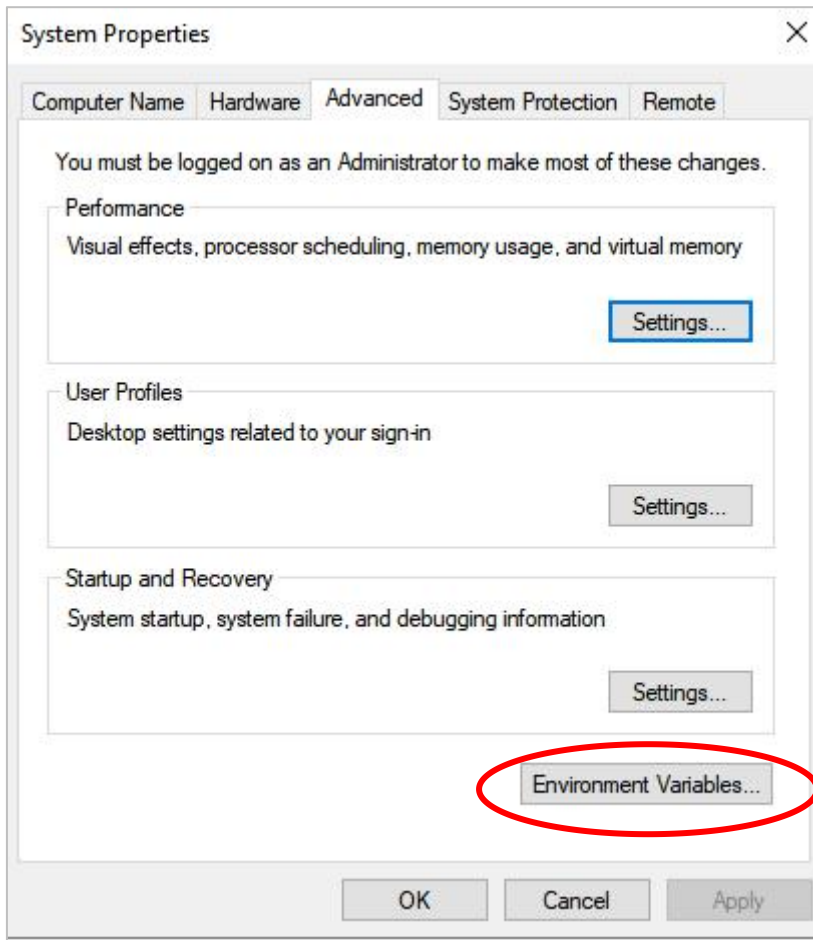 System Properties
Computer Name Hardware Advanced System Protection Remote
You must be logged on as an Administrator to make most of these changes.
Performance
Visual effects, processor scheduling, memory usage, and virtual memory
Settings...
User Profiles
Desktop settings related to your sign-in
Settings...
Startup and Recovery
System startup, system failure, and debugging information
Settings...
Environment Variables...
OK Cancel Apply